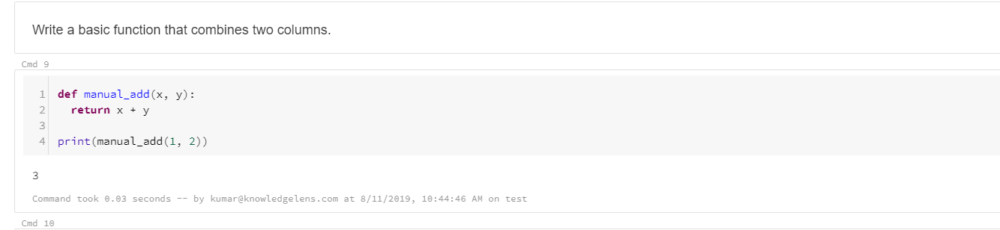 Write a basic function that combines two columns.
Cmd 9
1 def manual_add(x, y):
2   return x + y
3
4 print(manual_add(1, 2))
3
Command took 0.03 seconds -- by kumar@knowledgelens.com at 8/11/2019, 10:44:46 AM on test
Cmd 10